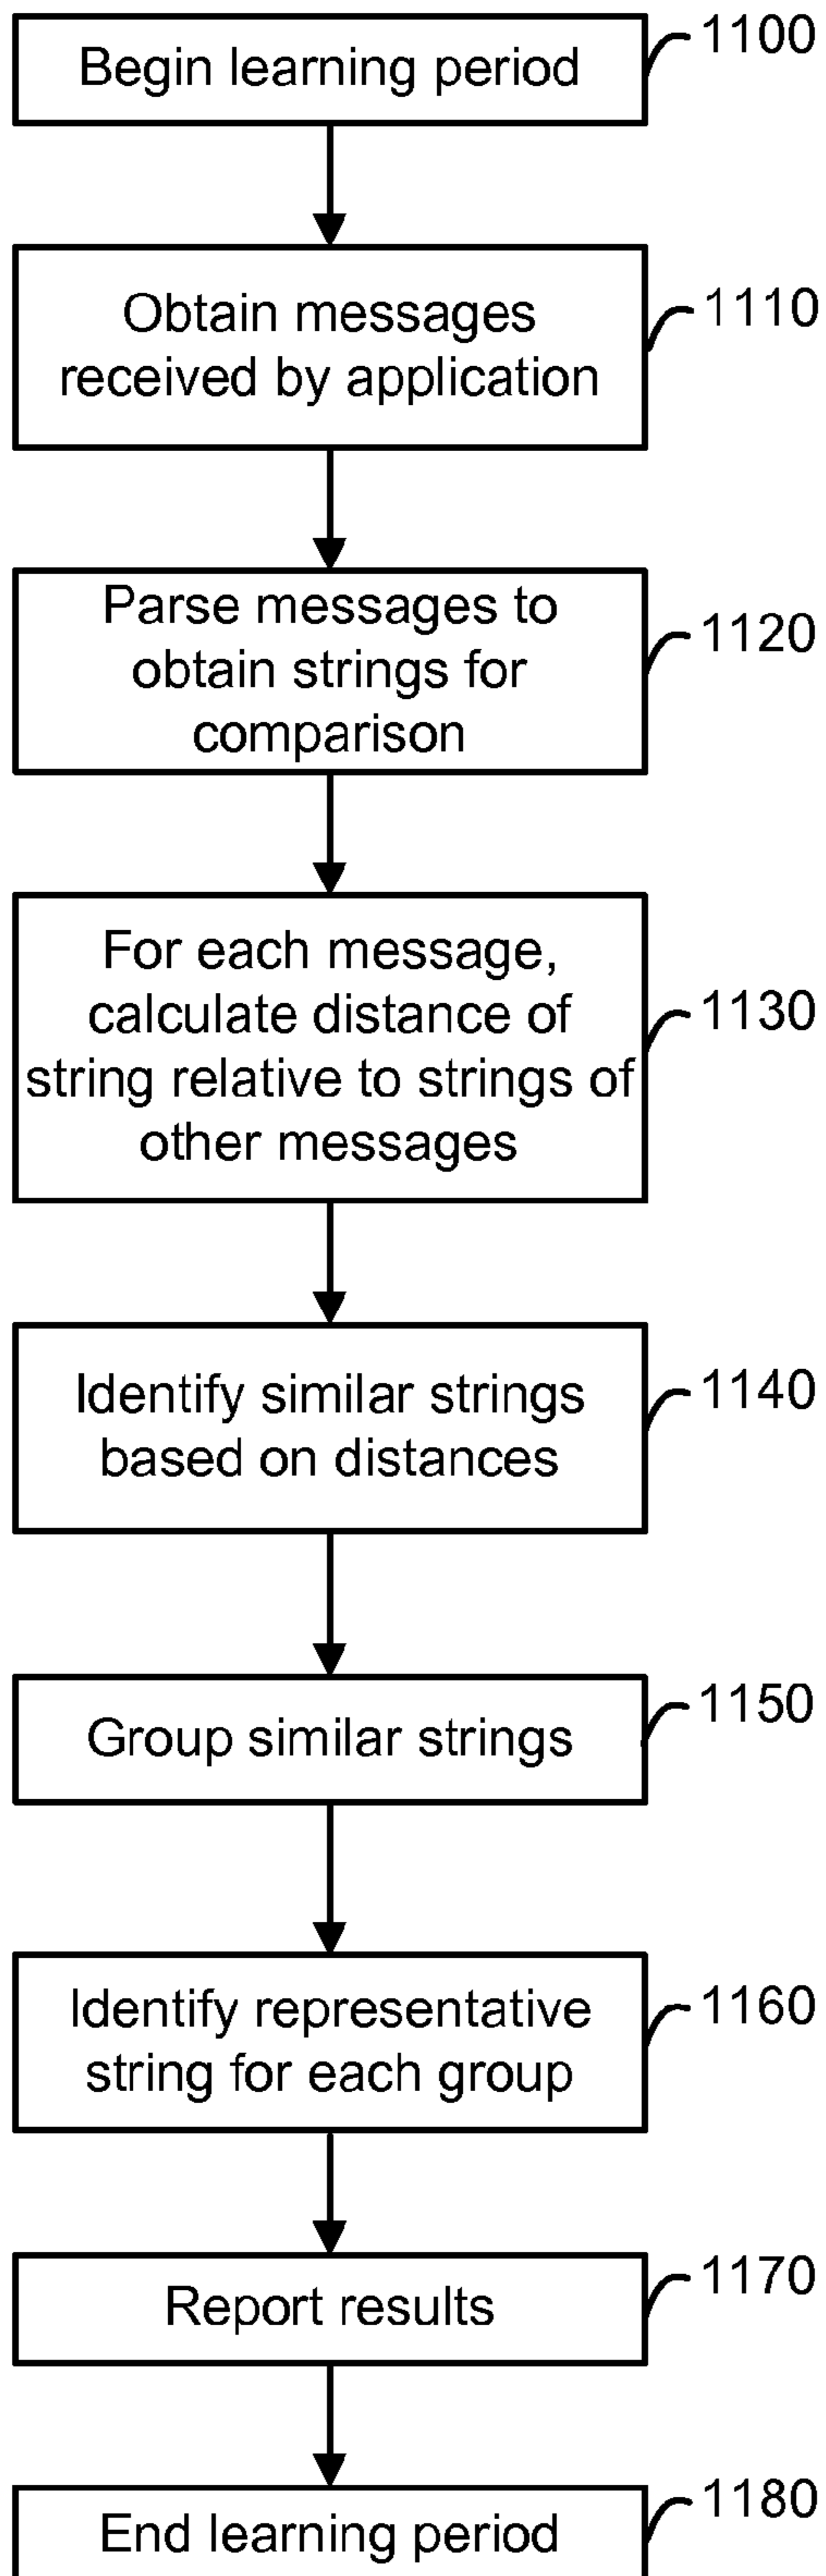 Begin learning period
1100
Obtain messages
received by application
1110
Parse messages to
obtain strings for
comparison
1120
For each message,
calculate distance of
string relative to strings of
other messages
1130
Identify similar strings
based on distances
1140
Group similar strings
1150
Identify representative
string for each group
1160
Report results
1170
End learning period
1180